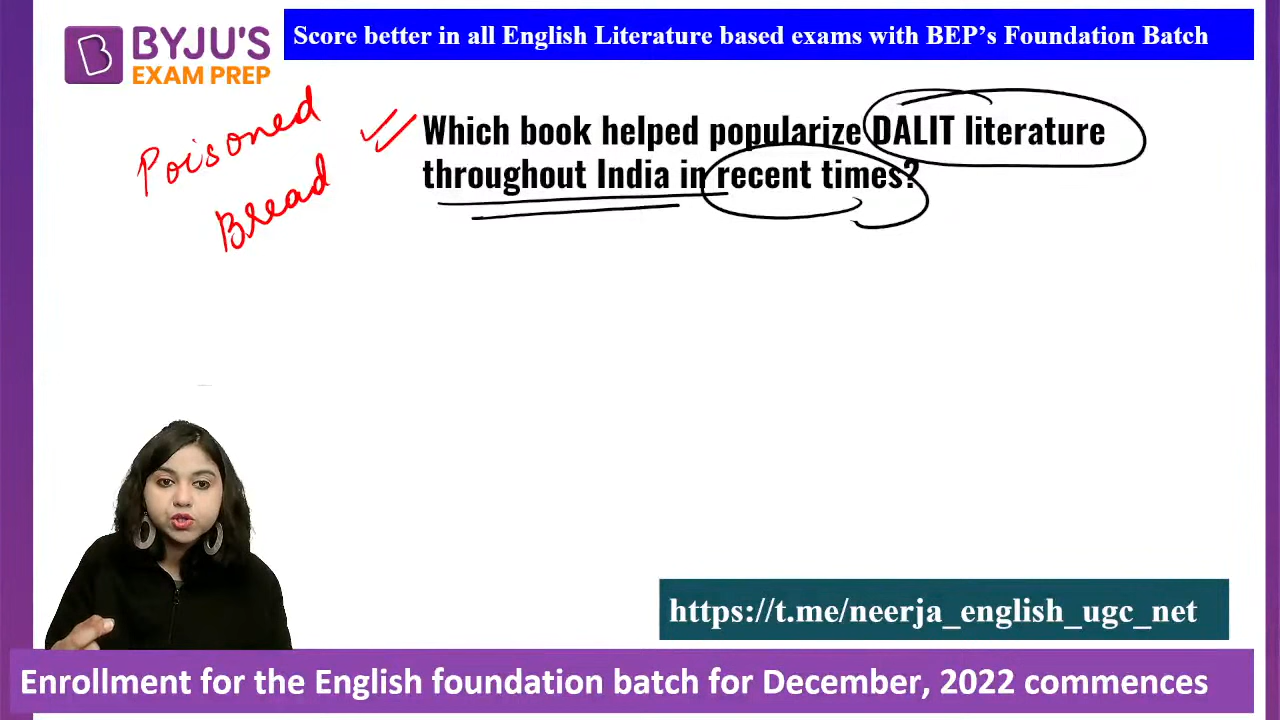 BYJU'S
EXAM PREP
Score better in all English Literature based exams with BEP's Foundation Batch
Poisoned
Bread
Which book helped popularize DALIT literature
throughout India in recent times?
https://t.me/neerja_english_ugc_net
Enrollment for the English foundation batch for December, 2022 commences